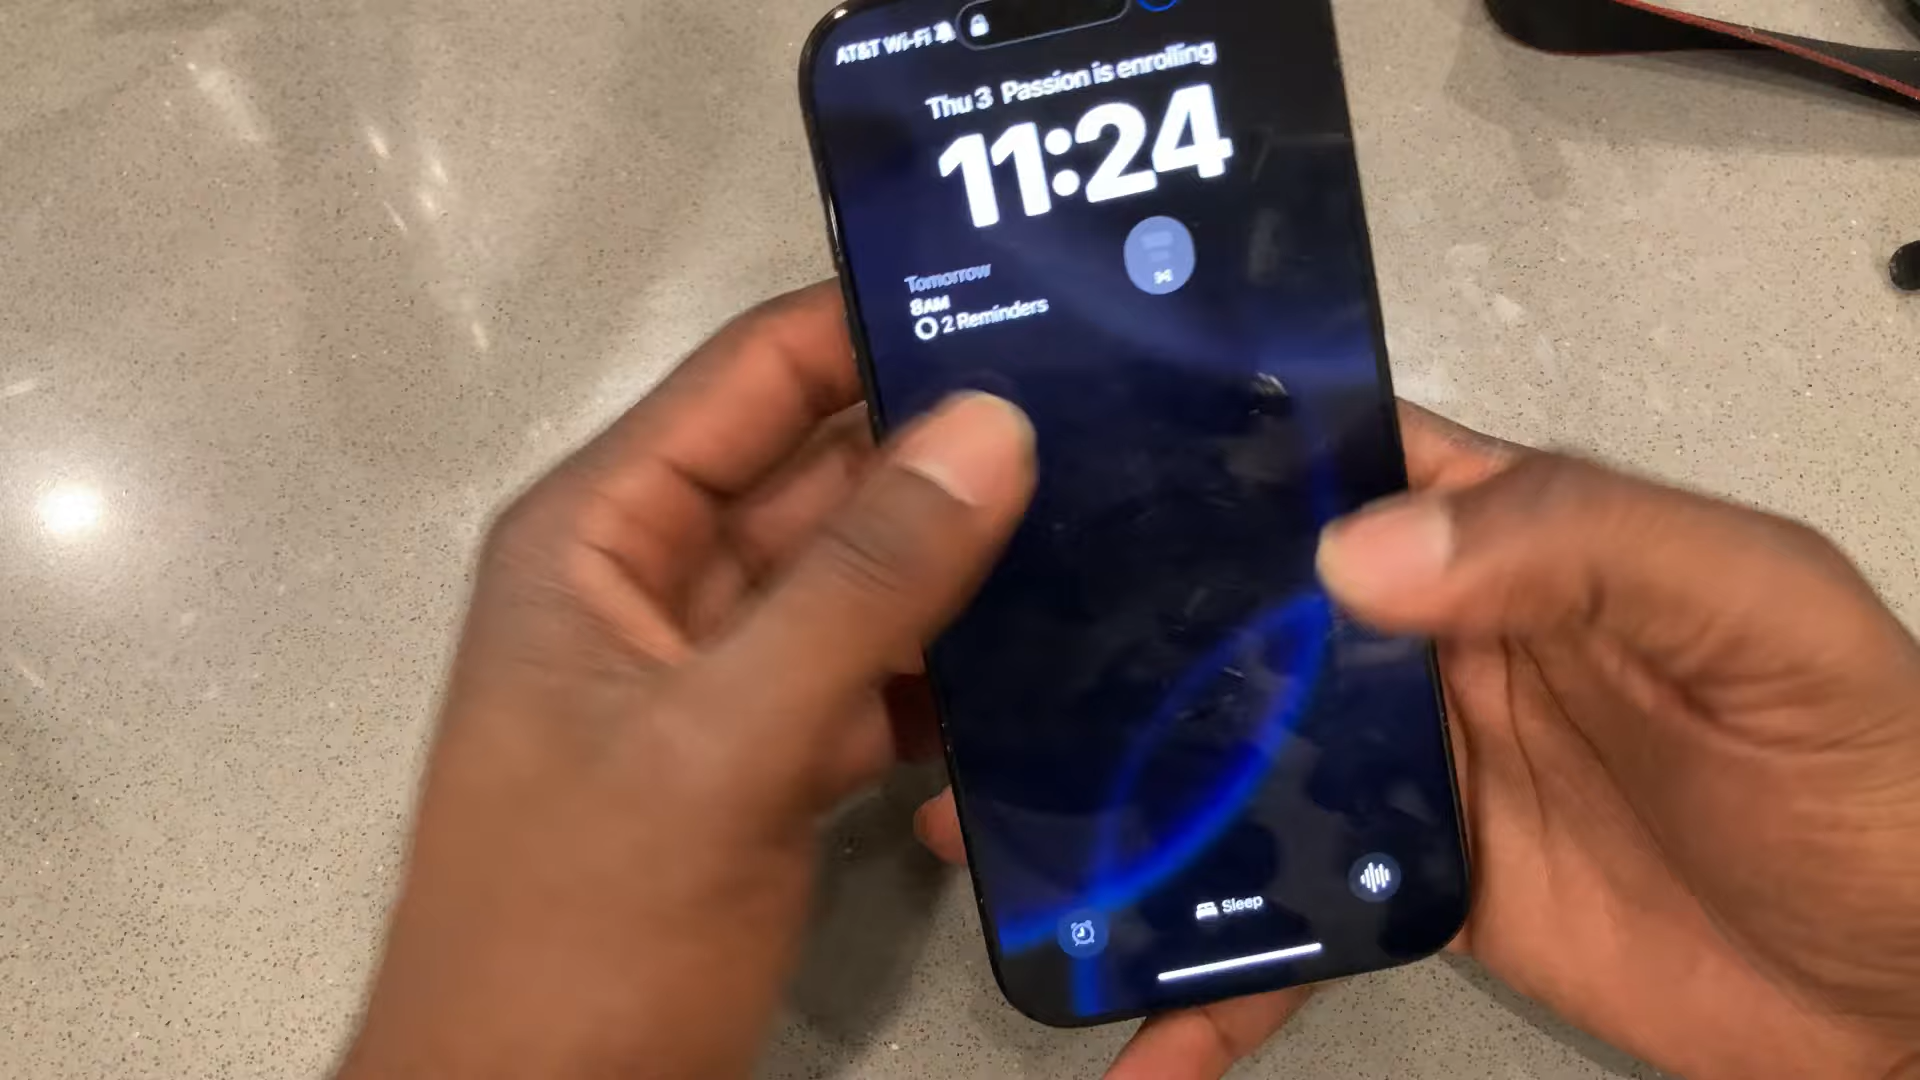 AT&T Wi-Fi
Thu 3 Passion is enrolling
11:24
Tomorrow
8AM
2 Reminders
Sleep